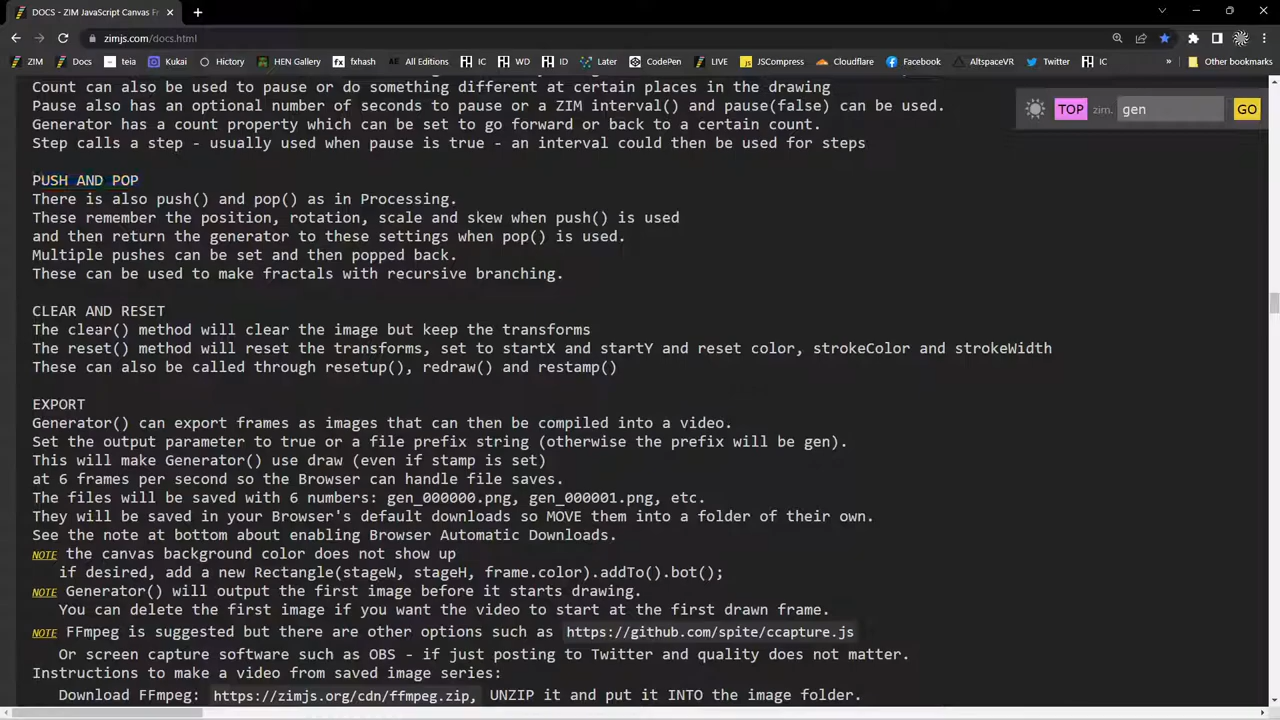 DOCS - ZIM JavaScript Canvas Fr
zimjs.com/docs.html
ZIM Docs teia Kukai Hictory HEN Gallery fxhash All Editions IC WD ID Later CodePen LIVE JSCompress Cloudflare Facebook AltspaceVR Twitter IC » Other bookmarks
Count can also be used to pause or do something different at certain places in the drawing
Pause also has an optional number of seconds to pause or a ZIM interval() and pause(false) can be used.
TOP zim. gen GO
Generator has a count property which can be set to go forward or back to a certain count.
Step calls a step - usually used when pause is true - an interval could then be used for steps
PUSH AND POP
There is also push() and pop() as in Processing.
These remember the position, rotation, scale and skew when push() is used
and then return the generator to these settings when pop() is used.
Multiple pushes can be set and then popped back.
These can be used to make fractals with recursive branching.
CLEAR AND RESET
The clear() method will clear the image but keep the transforms
The reset() method will reset the transforms, set to startX and startY and reset color, strokeColor and strokeWidth
These can also be called through resetup(), redraw() and restamp()
EXPORT
Generator() can export frames as images that can then be compiled into a video.
Set the output parameter to true or a file prefix string (otherwise the prefix will be gen).
This will make Generator() use draw (even if stamp is set)
at 6 frames per second so the Browser can handle file saves.
The files will be saved with 6 numbers: gen_000000.png, gen_000001.png, etc.
They will be saved in your Browser's default downloads so MOVE them into a folder of their own.
See the note at bottom about enabling Browser Automatic Downloads.
NOTE the canvas background color does not show up
if desired, add a new Rectangle(stageW, stageH, frame.color).addTo().bot();
NOTE Generator() will output the first image before it starts drawing.
You can delete the first image if you want the video to start at the first drawn frame.
NOTE FFmpeg is suggested but there are other options such as https://github.com/spite/ccapture.js
Or screen capture software such as OBS - if just posting to Twitter and quality does not matter.
Instructions to make a video from saved image series:
Download FFmpeg: https://zimjs.org/cdn/ffmpeg.zip, UNZIP it and put it INTO the image folder.